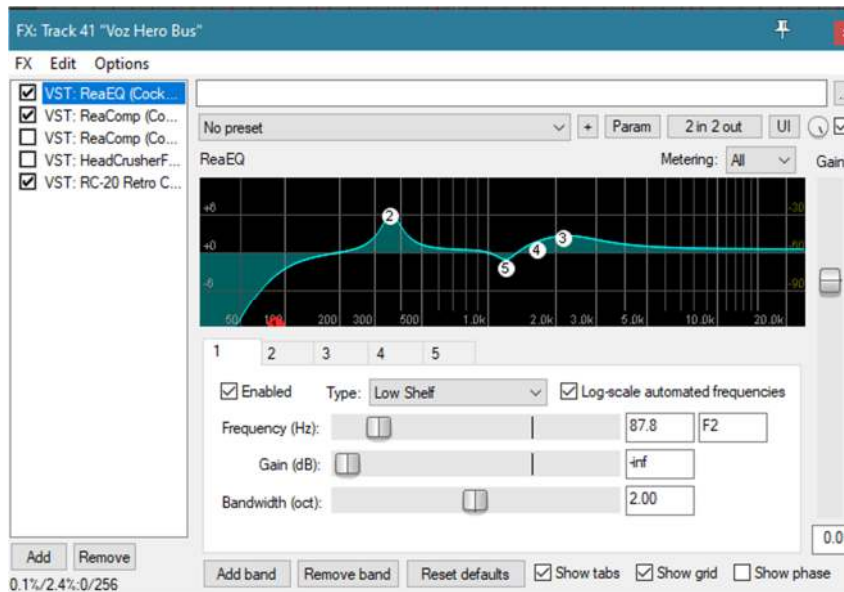 FX: Track 41 "Voz Hero Bus"
FX Edit Options
VST: ReaEQ (Cock...
VST: ReaComp (Co...
VST: ReaComp (Co...
VST: HeadCrusherF...
VST: RC-20 Retro C...
No preset
+ Param 2 in 2 out UI
ReaEQ Metering: All Gain
+6 -30
+0 -60
-6 -90
2
3
4
5
50 100 200 300 500 1.0k 2.0k 3.0k 5.0k 10.0k 20.0k
1 2 3 4 5
Enabled Type: Low Shelf Log-scale automated frequencies
Frequency (Hz): 87.8 F2
Gain (dB): -inf
Bandwidth (oct): 2.00
0.0
Add Remove
Add band Remove band Reset defaults Show tabs Show grid Show phase
0.1%/2.4%:0/256